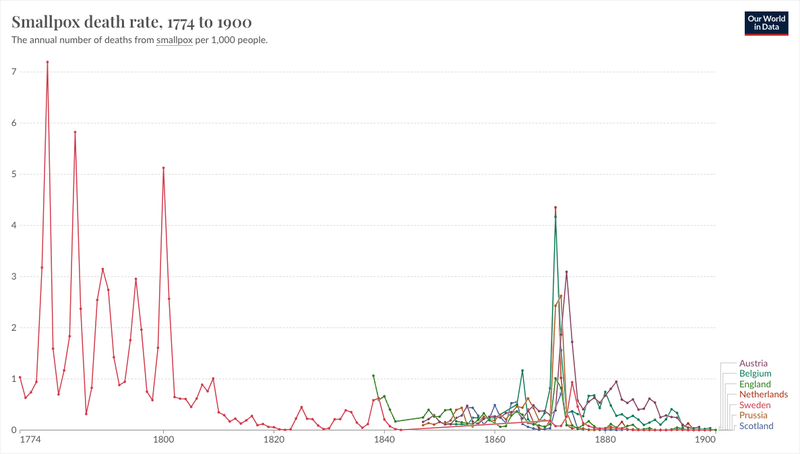 Smallpox death rate, 1774 to 1900
The annual number of deaths from smallpox per 1,000 people.
Our World
in Data
7
6
5
4
3
2
1
0
1774
1800
1820
1840
1860
1880
1900
Austria
Belgium
England
Netherlands
Sweden
Prussia
Scotland